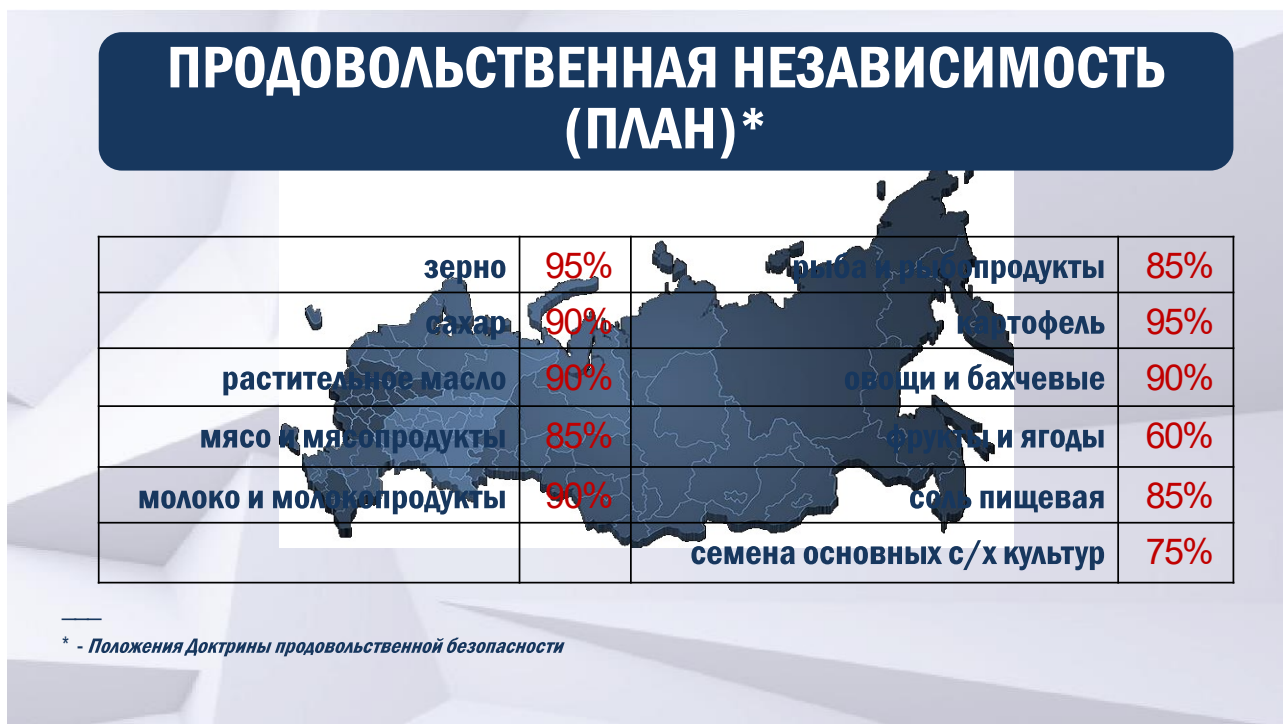 ПРОДОВОЛЬСТВЕННАЯ НЕЗАВИСИМОСТЬ
(ПЛАН)*
зерно 95% рыба и рыбопродукты 85%
сахар 90% картофель 95%
растительное масло 90% овощи и бахчевые 90%
мясо и мясопродукты 85% фрукты и ягоды 60%
молоко и молокопродукты 90% соль пищевая 85%
семена основных с/х культур 75%
* - Положения Доктрины продовольственной безопасности